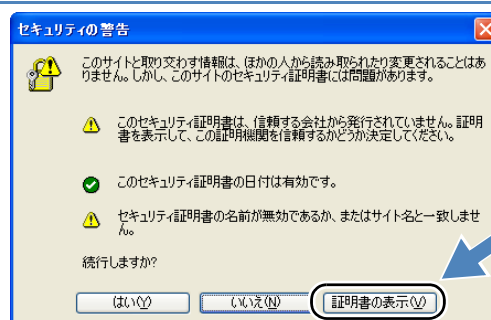 セキュリティの警告
このサイトと取り交わす情報は、ほかの人から読み取られたり変更されることはあ
りません。しかし、このサイトのセキュリティ証明書には問題があります。
このセキュリティ証明書は、信頼する会社から発行されていません。証明
書を表示して、この証明機関を信頼するかどうか決定してください。
このセキュリティ証明書の日付は有効です。
セキュリティ証明書の名前が無効であるか、またはサイト名と一致しませ
ん。
続行しますか?
はい(Y) いいえ(N) 証明書の表示(V)